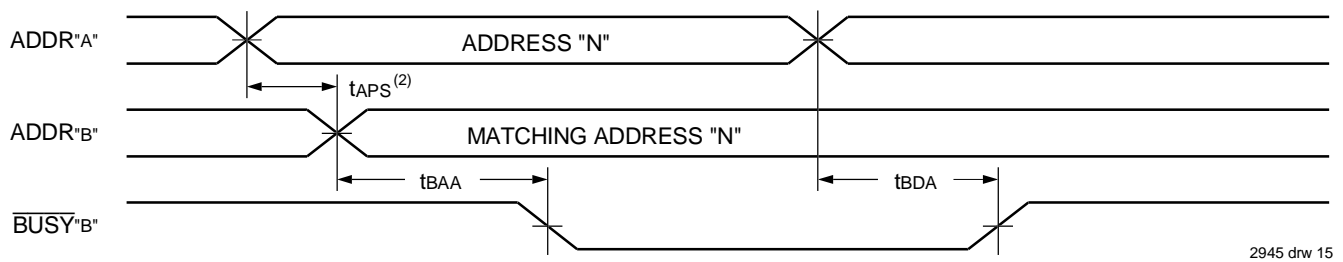 ADDR"A"
ADDRESS "N"
tAPS(2)
ADDR"B"
MATCHING ADDRESS "N"
tBAA
tBDA
BUSY"B"
2945 drw 15